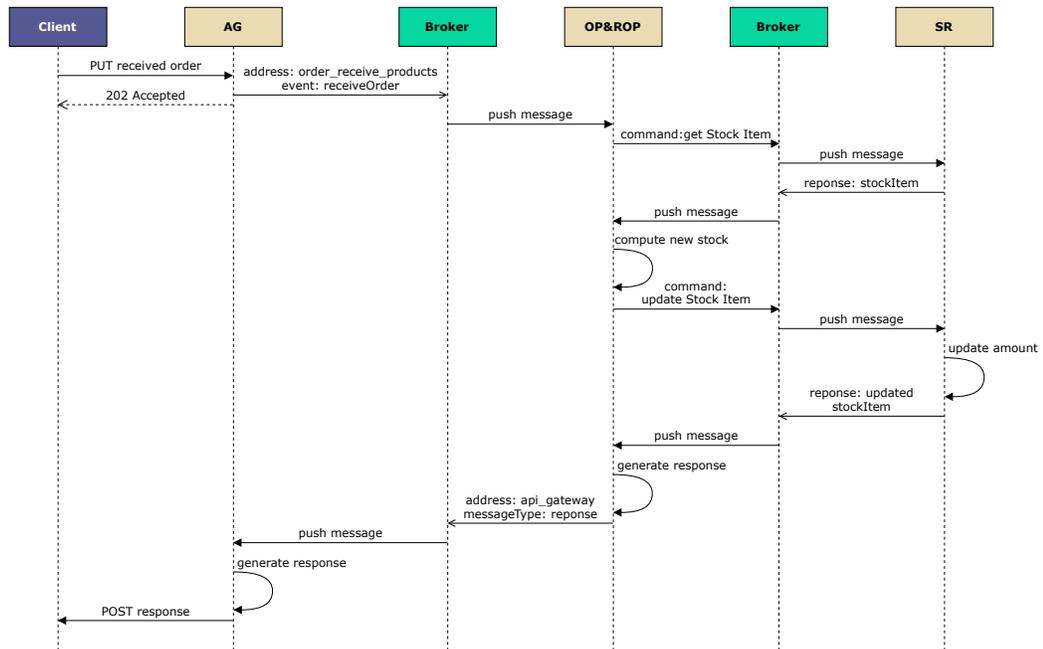 Client
AG
Broker
OP&ROP
Broker
SR
PUT received order
address: order_receive_products
event: receiveOrder
202 Accepted
push message
command:get Stock Item
push message
reponse: stockItem
push message
compute new stock
command:
update Stock Item
push message
update amount
reponse: updated
stockItem
push message
generate response
address: api_gateway
messageType: reponse
push message
generate response
POST response